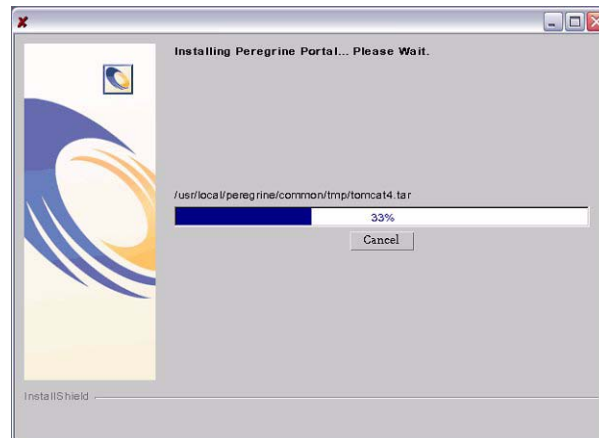 Installing Peregrine Portal... Please Wait.
/usr/local/peregrine/common/tmp/tomcat4.tar
33%
Cancel
InstallShield